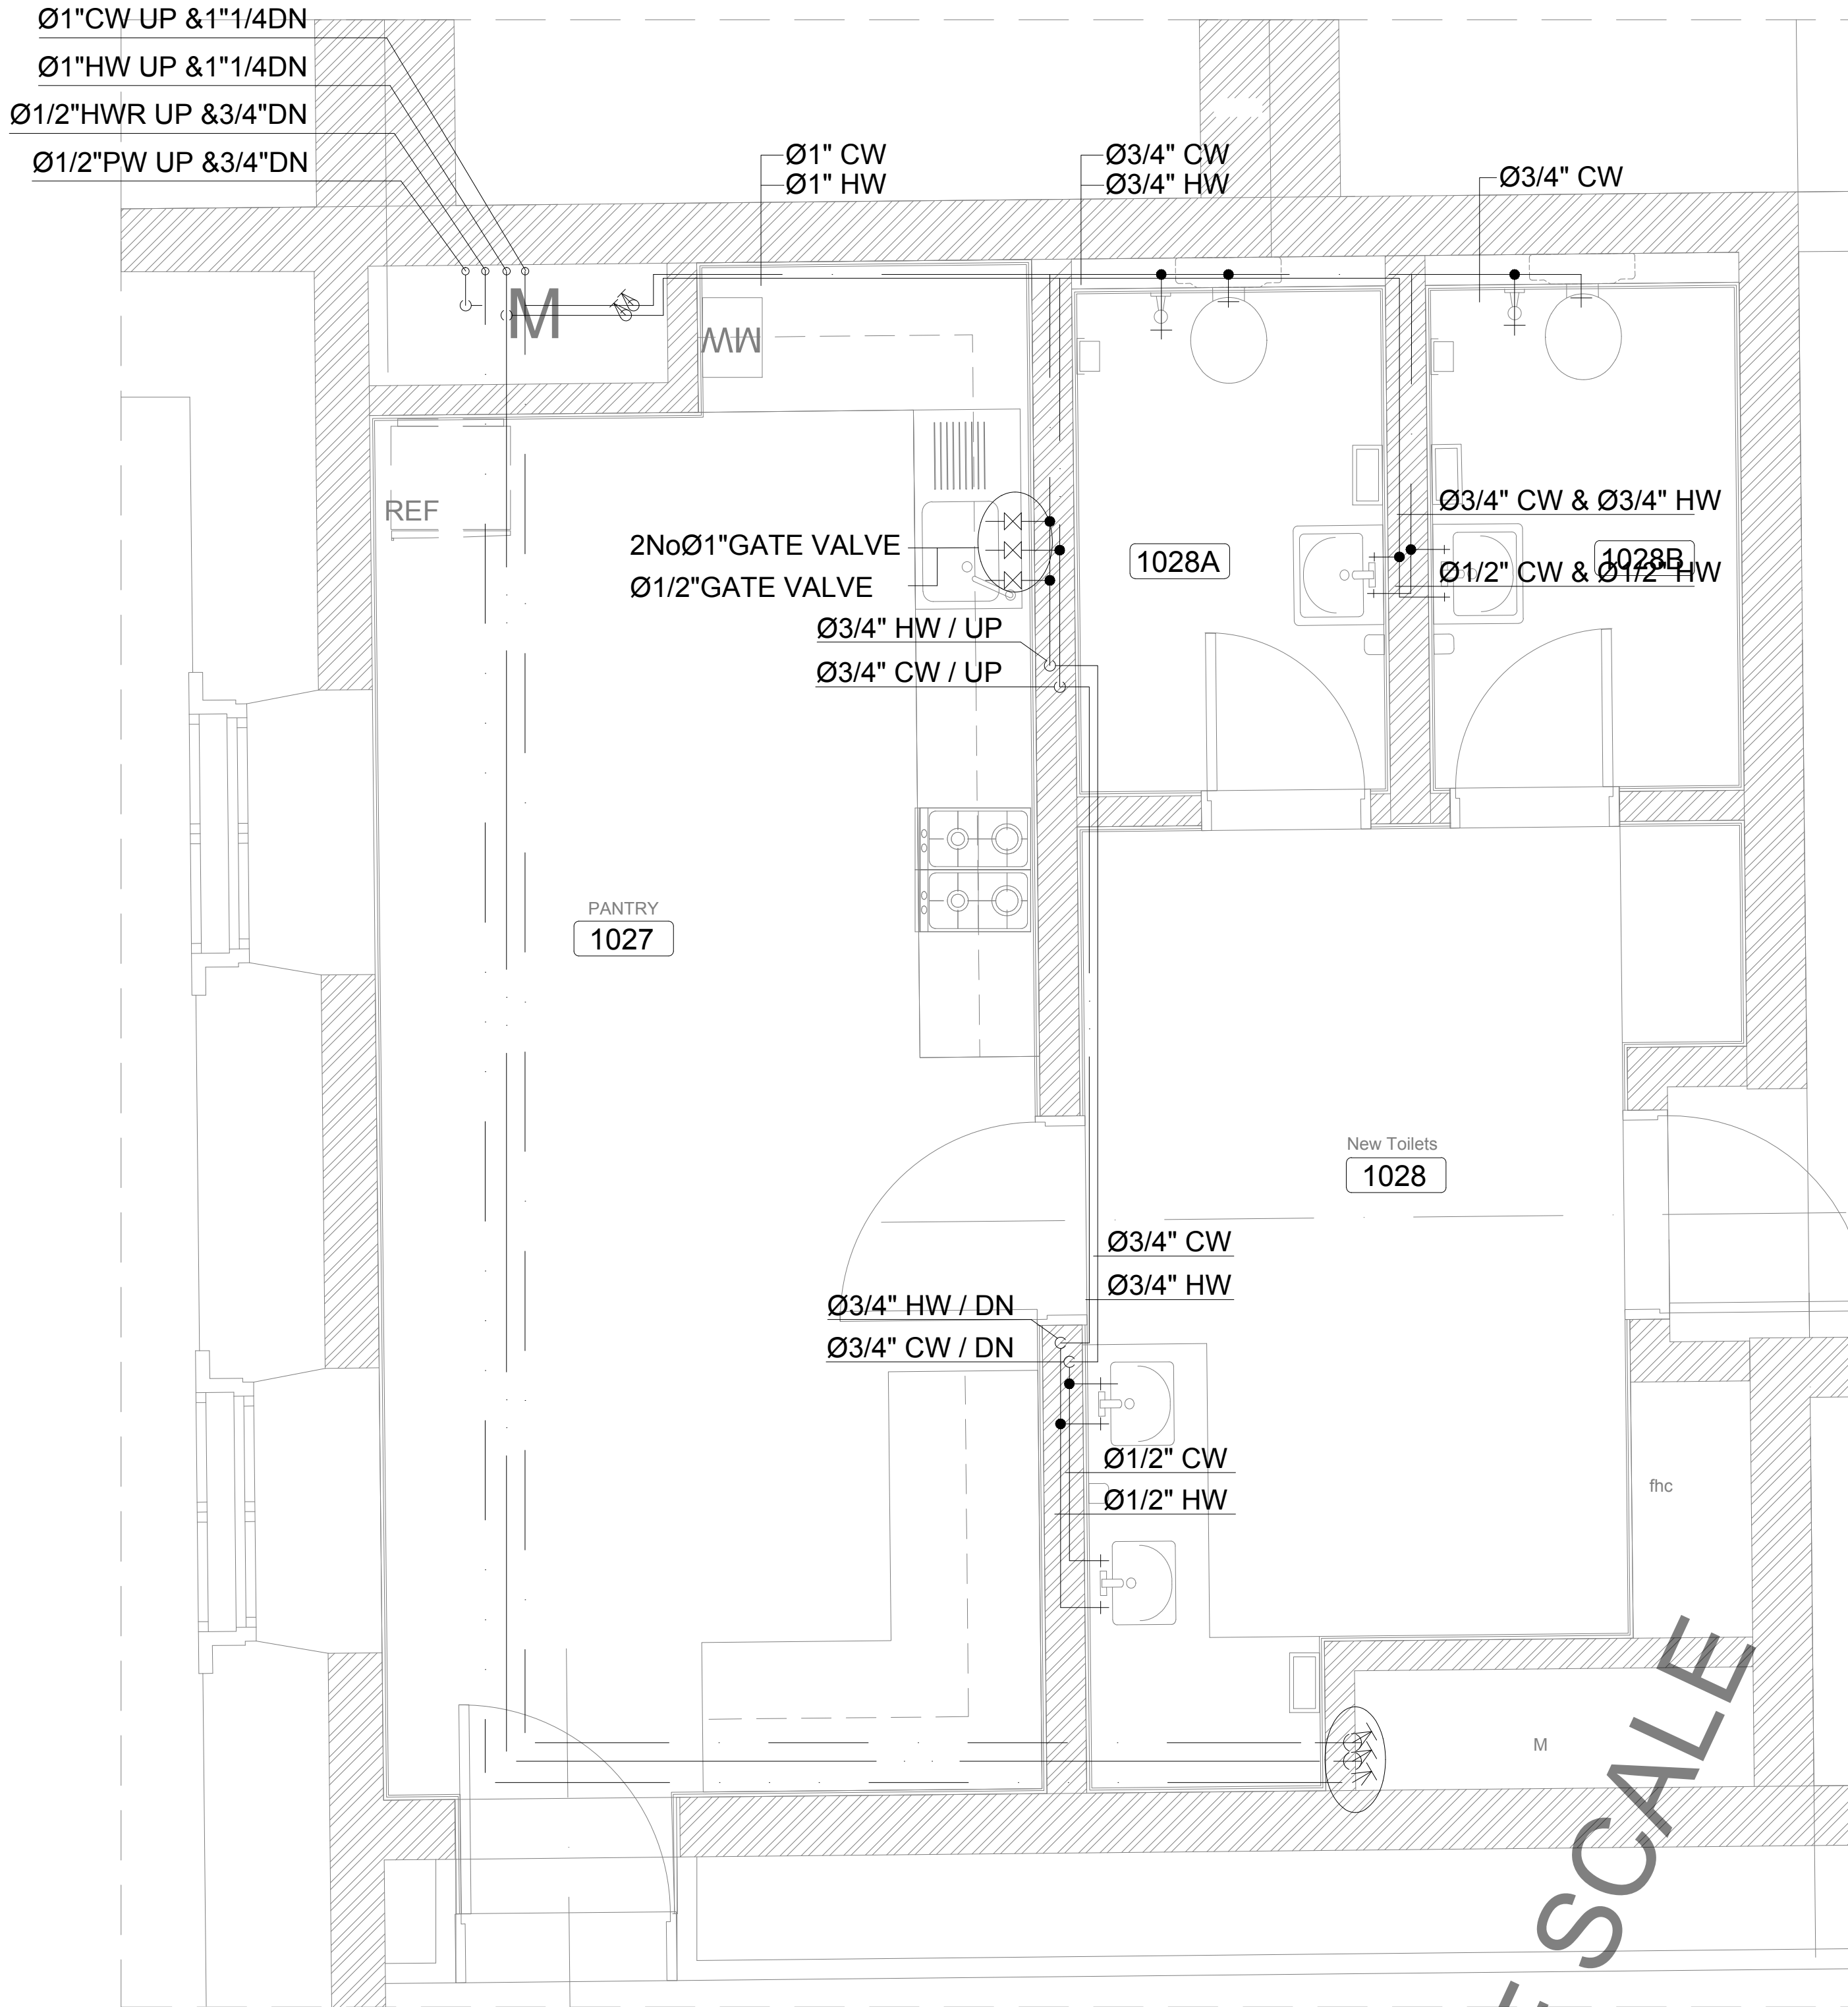 Ø1"CW UP &1"1/4DN
Ø1"HW UP &1"1/4DN
Ø1/2"HWR UP &3/4"DN
Ø1/2"PW UP &3/4"DN
Ø1" CW
Ø1" HW
Ø3/4" CW
Ø3/4" HW
Ø3/4" CW
M
MW
REF
Ø3/4" CW & Ø3/4" HW
2NoØ1"GATE VALVE
1028A
1028B
Ø1/2" CW & Ø1/2" HW
Ø1/2"GATE VALVE
Ø3/4" HW / UP
Ø3/4" CW / UP
PANTRY
1027
New Toilets
1028
Ø3/4" CW
Ø3/4" HW
Ø3/4" HW / DN
Ø3/4" CW / DN
Ø1/2" CW
Ø1/2" HW
fhc
M
SCALE